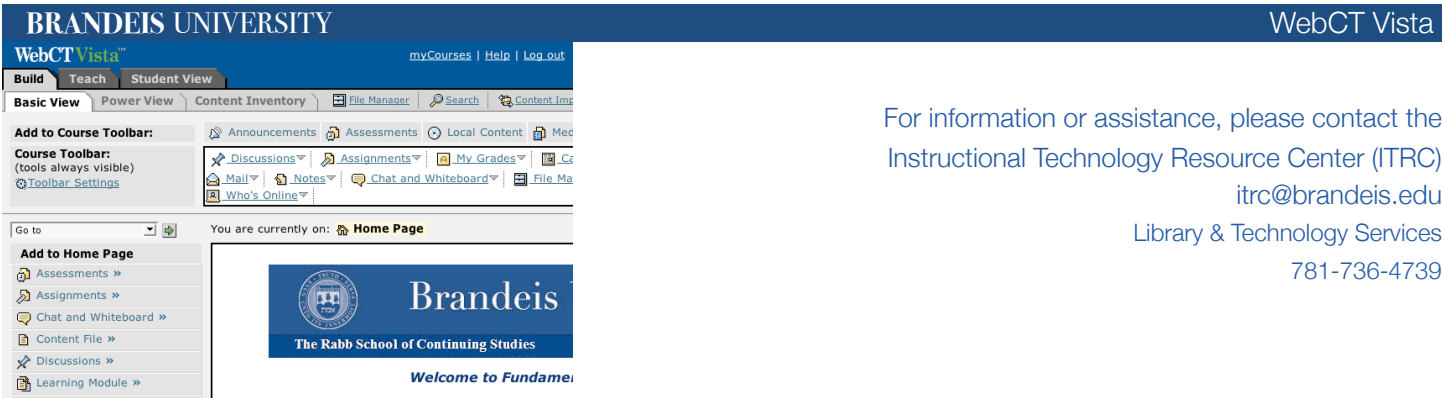 BRANDEIS UNIVERSITY
WebCT Vista
WebCT Vista™
myCourses | Help | Log out
Build Teach Student View
Basic View Power View Content Inventory File Manager Search Content
Add to Course Toolbar:
Announcements Assessments Local Content
Course Toolbar:
(tools always visible)
Toolbar Settings
Discussions Assignments My Grades
Mail Notes Chat and Whiteboard File
Who's Online
Go to
You are currently on: Home Page
Add to Home Page
Assessments »
Assignments »
Chat and Whiteboard »
Content File »
Discussions »
Learning Module »
Brandeis
The Rabb School of Continuing Studies
Welcome to
For information or assistance, please contact the
Instructional Technology Resource Center (ITRC)
itrc@brandeis.edu
Library & Technology Services
781-736-4739